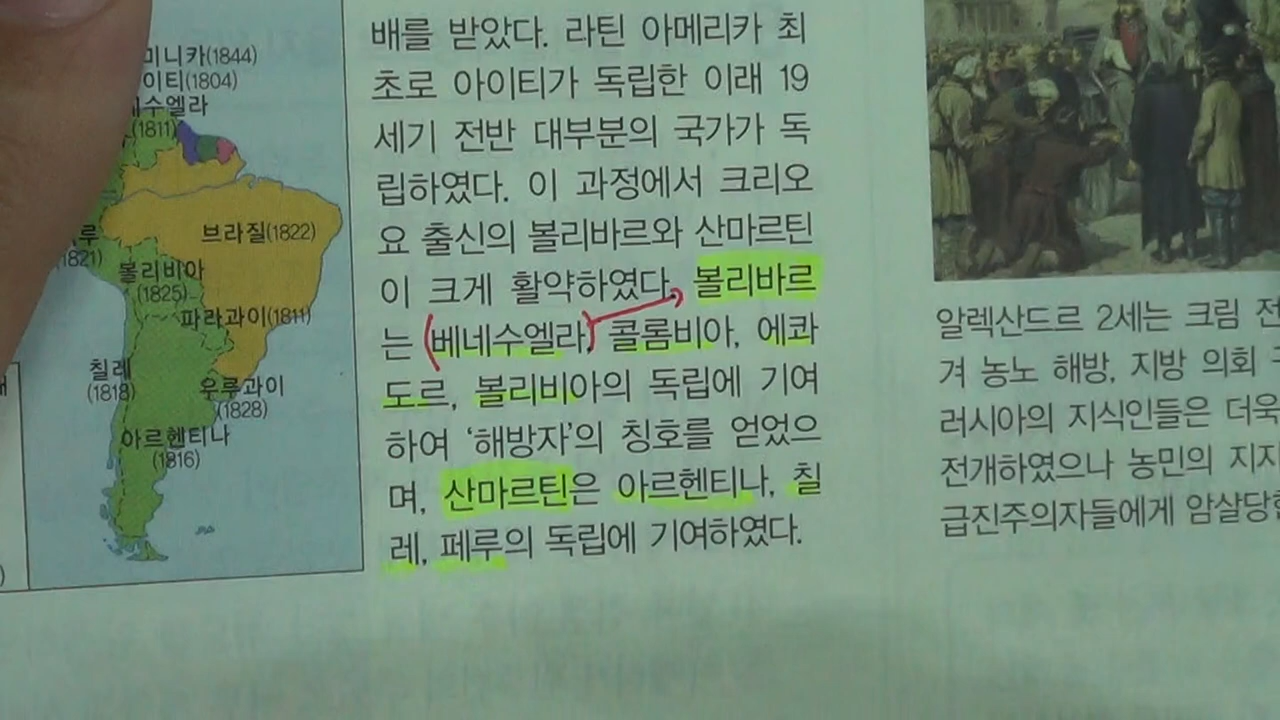 미니카(1844)
이티(1804)
수엘라
(1811)
브라질(1822)
루
1821)
볼리비아
(1825)
파라과이(1811)
칠레
(1818)
우루과이
(1828)
아르헨티나
(1816)
배를 받았다. 라틴 아메리카 최
초로 아이티가 독립한 이래 19
세기 전반 대부분의 국가가 독
립하였다. 이 과정에서 크리오
요 출신의 볼리바르와 산마르틴
이 크게 활약하였다. 볼리바르
는 (베네수엘라, 콜롬비아, 에콰
도르, 볼리비아의 독립에 기여
하여 ‘해방자’의 칭호를 얻었으
며, 산마르틴은 아르헨티나, 칠
레, 페루의 독립에 기여하였다.
알렉산드르 2세는 크림 전
겨 농노 해방, 지방 의회
러시아의 지식인들은 더욱
전개하였으나 농민의 지지
급진주의자들에게 암살당